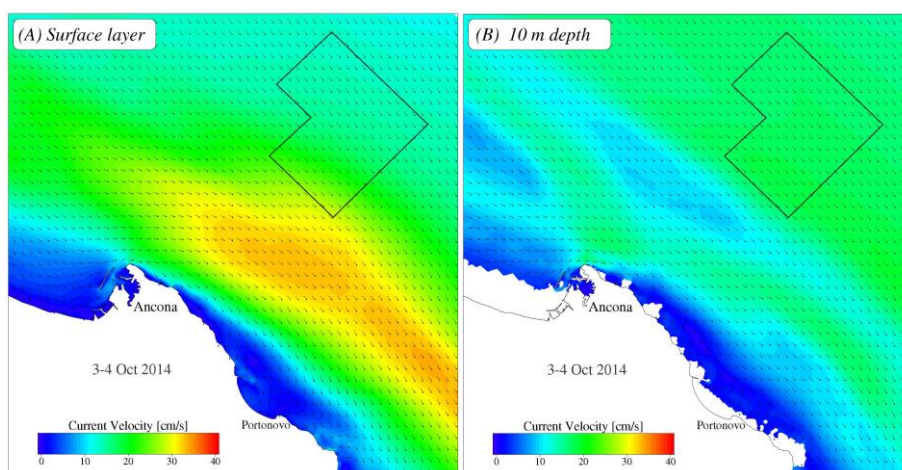 (A) Surface layer
Ancona
3-4 Oct 2014
Portonovo
Current Velocity [cm/s]
0 10 20 30 40
(B) 10 m depth
Ancona
3-4 Oct 2014
Portonovo
Current Velocity [cm/s]
0 10 20 30 40